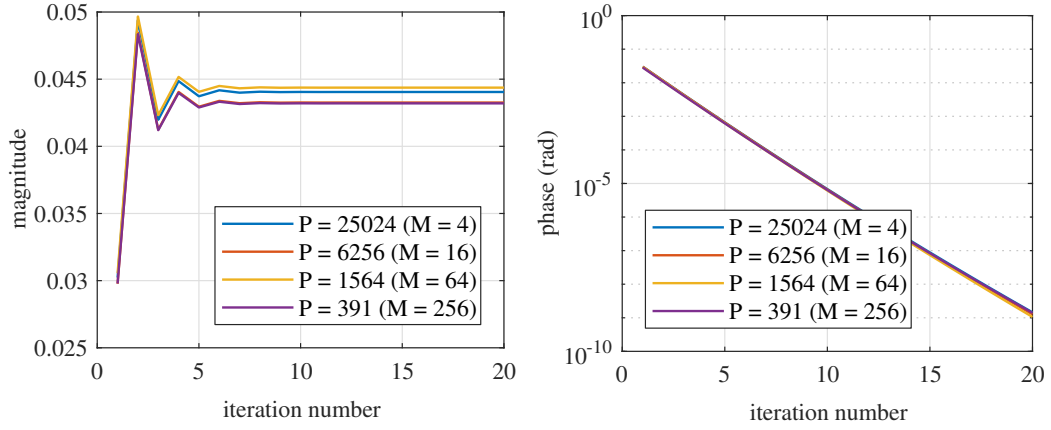 0.05
0.045
0.04
0.035
0.03
0.025
magnitude
P = 25024 (M = 4)
P = 6256 (M = 16)
P = 1564 (M = 64)
P = 391 (M = 256)
0 5 10 15 20
iteration number
10^0
10^-5
10^-10
phase (rad)
P = 25024 (M = 4)
P = 6256 (M = 16)
P = 1564 (M = 64)
P = 391 (M = 256)
0 5 10 15 20
iteration number